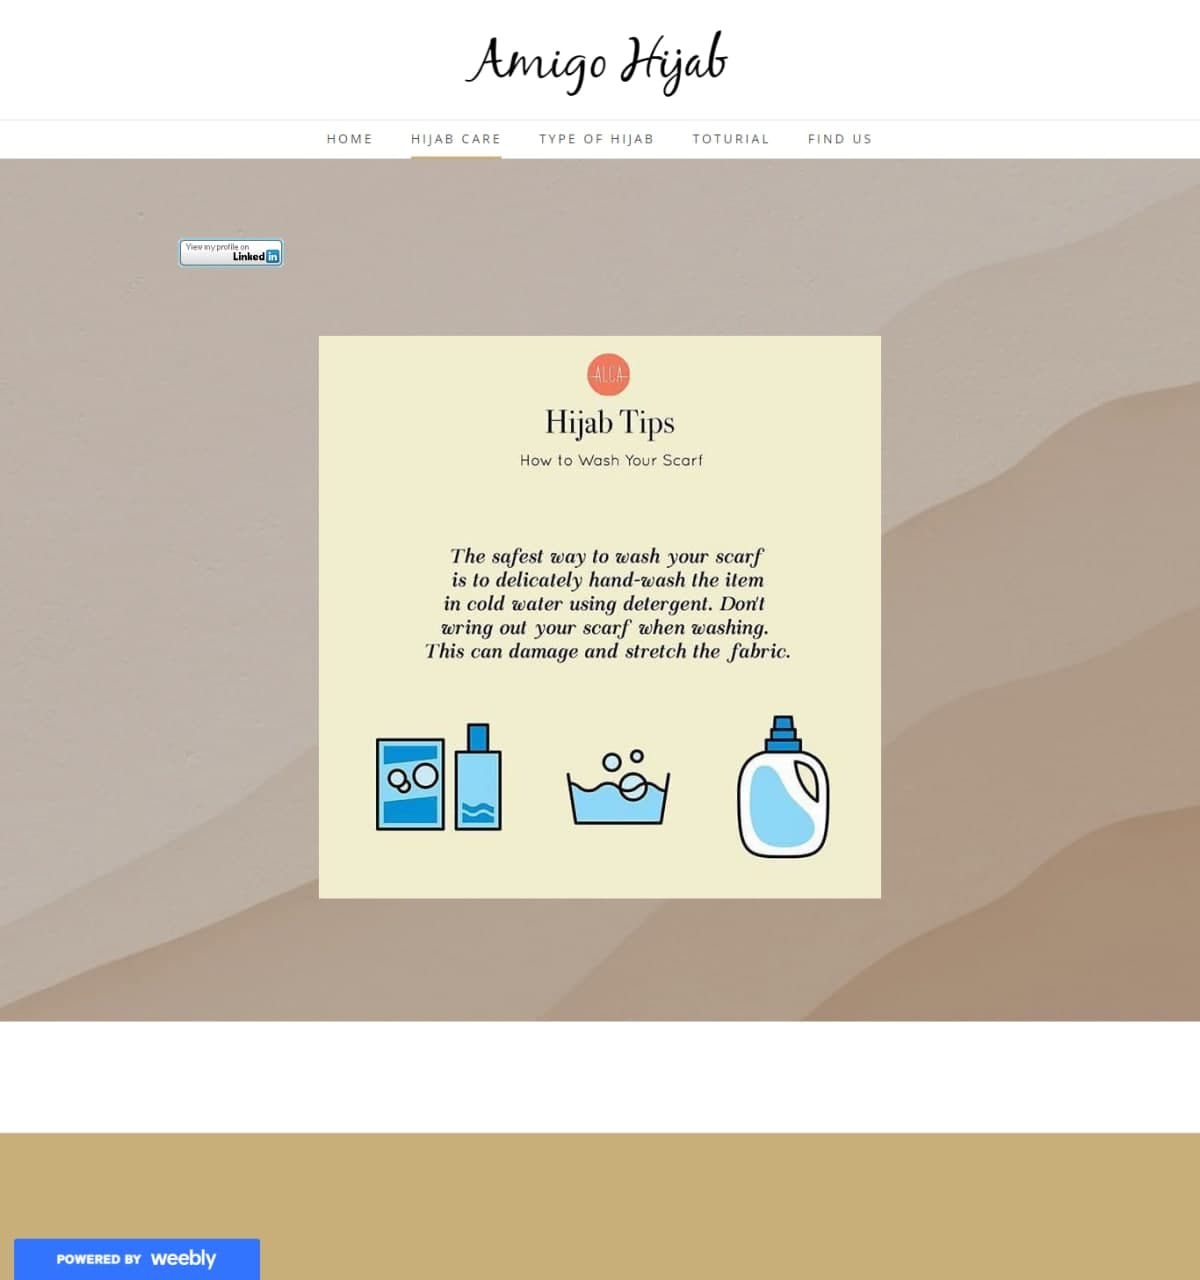 Amigo Hijab
HOME
HIJAB CARE
TYPE OF HIJAB
TOTURIAL
FIND US
View my profile on
Linked in
ALCA
Hijab Tips
How to Wash Your Scarf
The safest way to wash your scarf
is to delicately hand-wash the item
in cold water using detergent. Don't
wring out your scarf when washing.
This can damage and stretch the fabric.
POWERED BY weebly